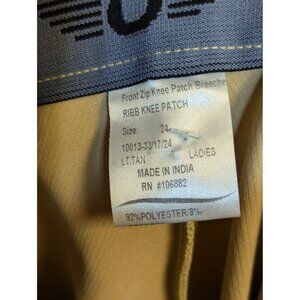 Front Zip Knee Patch Breeche
RIBB KNEE PATCH
Size: 24
10013-33/17/24
LT.TAN LADIES
MADE IN INDIA
RN #106882
92%POLYESTER/8%